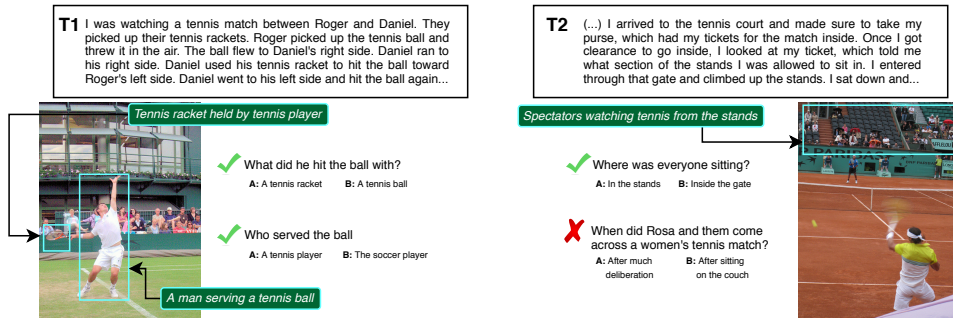 T1 I was watching a tennis match between Roger and Daniel. They
picked up their tennis rackets. Roger picked up the tennis ball and
threw it in the air. The ball flew to Daniel's right side. Daniel ran to
his right side. Daniel used his tennis racket to hit the ball toward
Roger's left side. Daniel went to his left side and hit the ball again...
Tennis racket held by tennis player
What did he hit the ball with?
A: A tennis racket B: A tennis ball
Who served the ball
A: A tennis player B: The soccer player
A man serving a tennis ball
T2 (...) I arrived to the tennis court and made sure to take my
purse, which had my tickets for the match inside. Once I got
clearance to go inside, I looked at my ticket, which told me
what section of the stands I was allowed to sit in. I entered
through that gate and climbed up the stands. I sat down and...
Spectators watching tennis from the stands
Where was everyone sitting?
A: In the stands B: Inside the gate
When did Rosa and them come
across a women's tennis match?
A: After much B: After sitting
deliberation on the couch